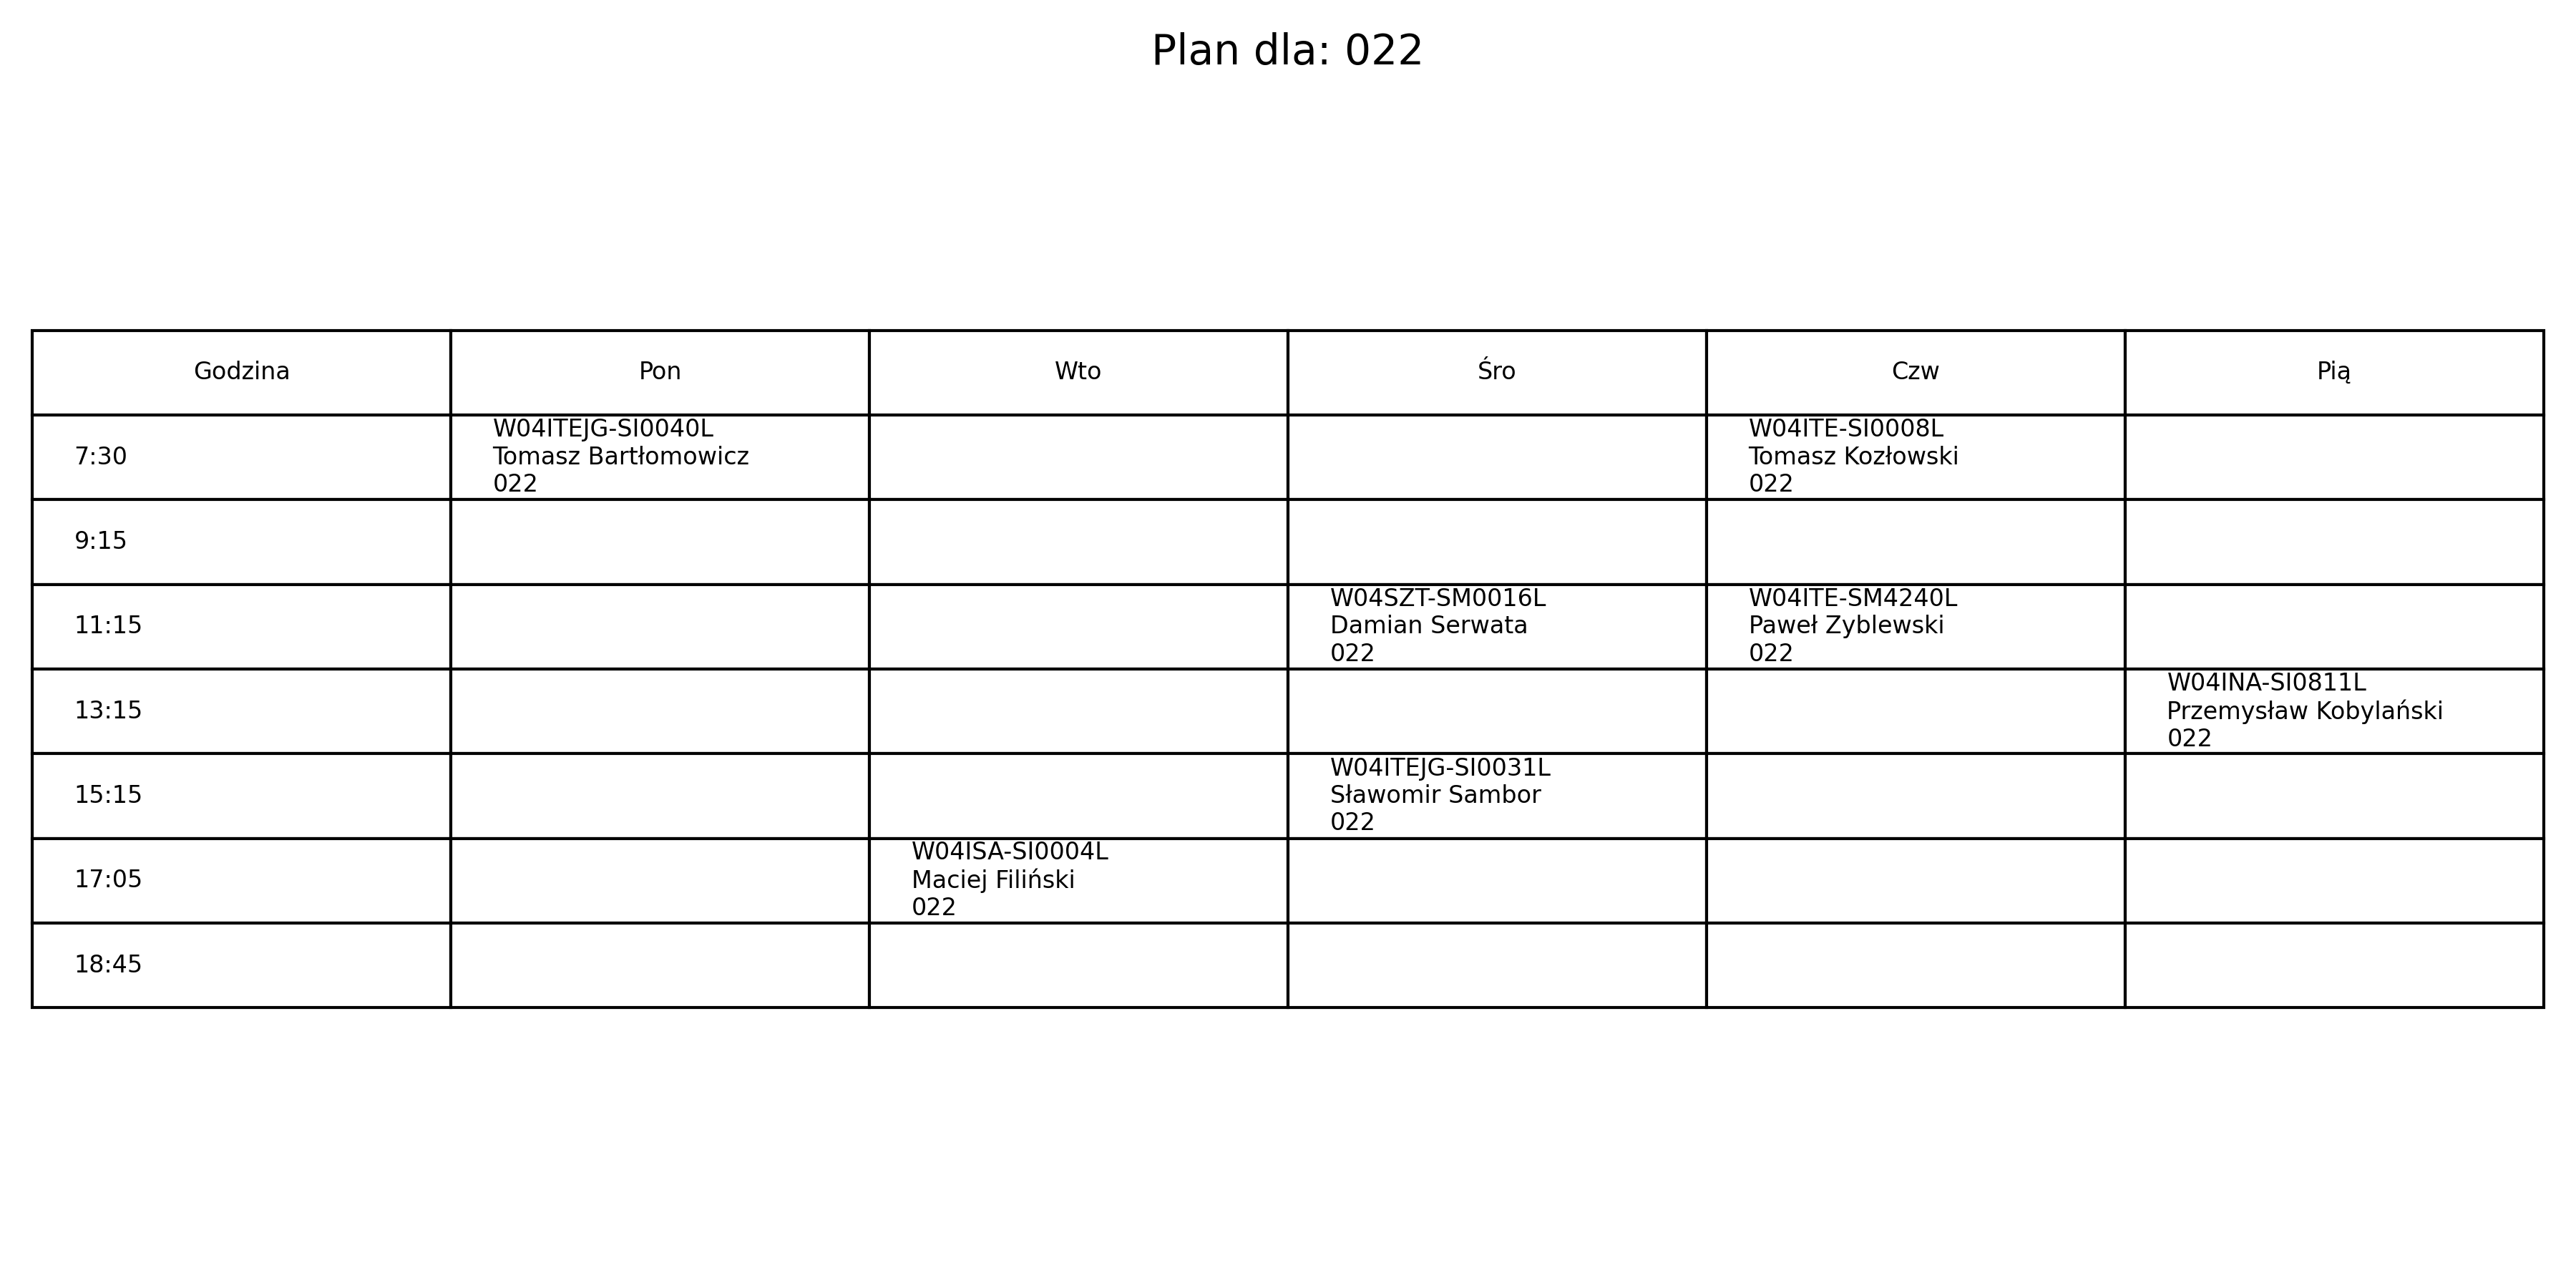 Plan dla: 022
Godzina Pon Wto Śro Czw Pią
7:30
W04ITEJG-SI0040L
Tomasz Bartłomowicz
022
W04ITE-SI0008L
Tomasz Kozłowski
022
9:15
11:15
W04SZT-SM0016L
Damian Serwata
022
W04ITE-SM4240L
Paweł Zyblewski
022
13:15
W04INA-SI0811L
Przemysław Kobylański
022
15:15
W04ITEJG-SI0031L
Sławomir Sambor
022
17:05
W04ISA-SI0004L
Maciej Filiński
022
18:45